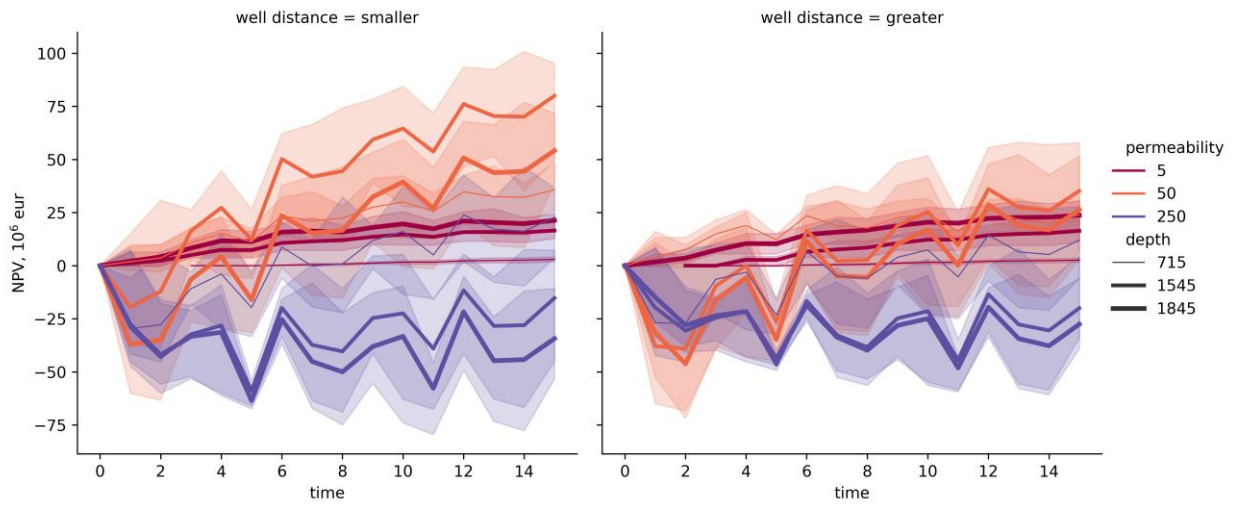 well distance = smaller
well distance = greater
NPV, 10⁶ eur
100
75
50
25
0
−25
−50
−75
0 2 4 6 8 10 12 14
time
0 2 4 6 8 10 12 14
time
permeability
5
50
250
depth
715
1545
1845